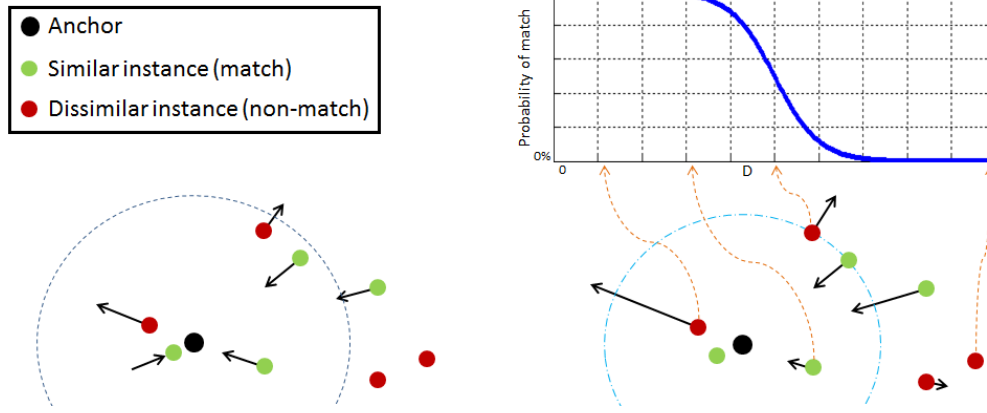 Anchor
Similar instance (match)
Dissimilar instance (non-match)
Probability of match
0%
0
D